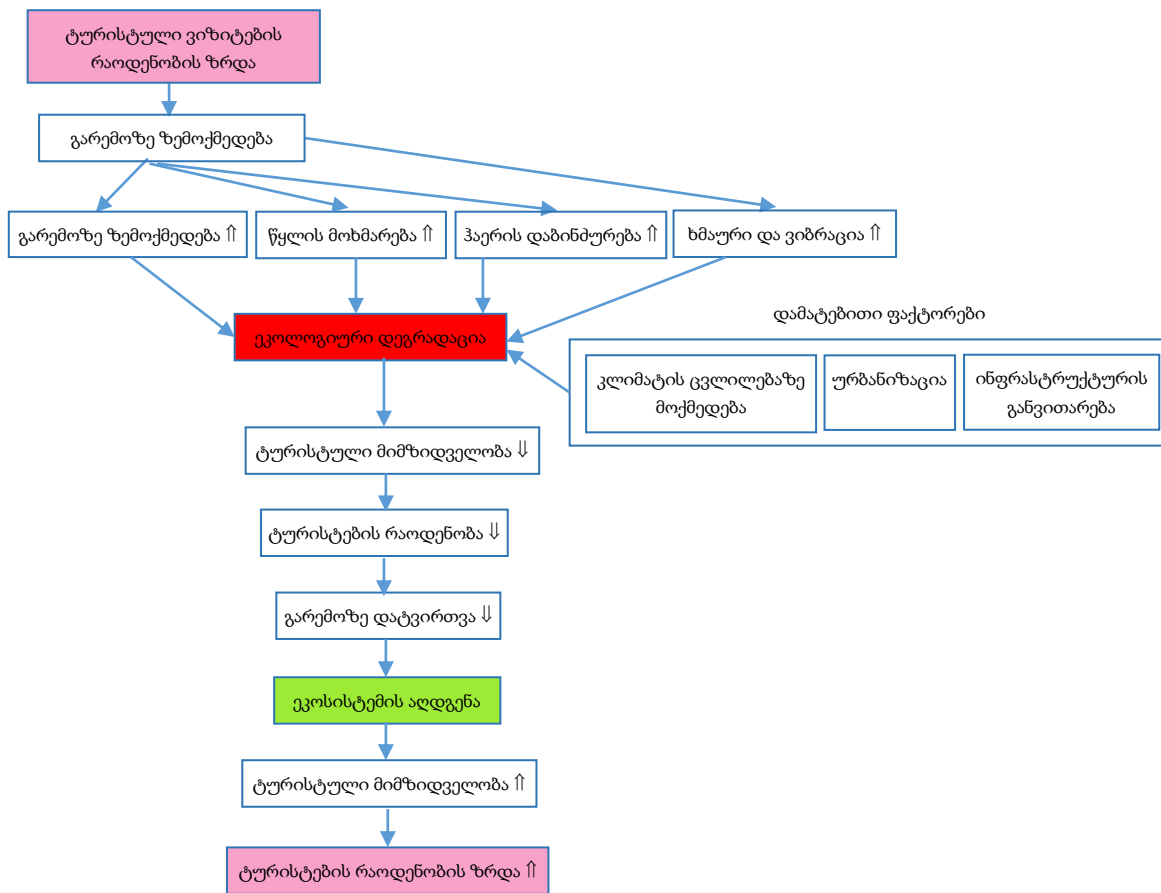 ტურისტული ვიზიტების
რაოდენობის ზრდა
გარემოზე ზემოქმედება
გარემოზე ზემოქმედება ⇑
წყლის მოხმარება ⇑
ჰაერის დაბინძურება ⇑
ხმაური და ვიბრაცია ⇑
დამატებითი ფაქტორები
ეკოლოგიური დეგრადაცია
კლიმატის ცვლილებაზე
მოქმედება
ურბანიზაცია
ინფრასტრუქტურის
განვითარება
ტურისტული მიმზიდველობა ⇓
ტურისტების რაოდენობა ⇓
გარემოზე დატვირთვა ⇓
ეკოსისტემის აღდგენა
ტურისტული მიმზიდველობა ⇑
ტურისტების რაოდენობის ზრდა ⇑